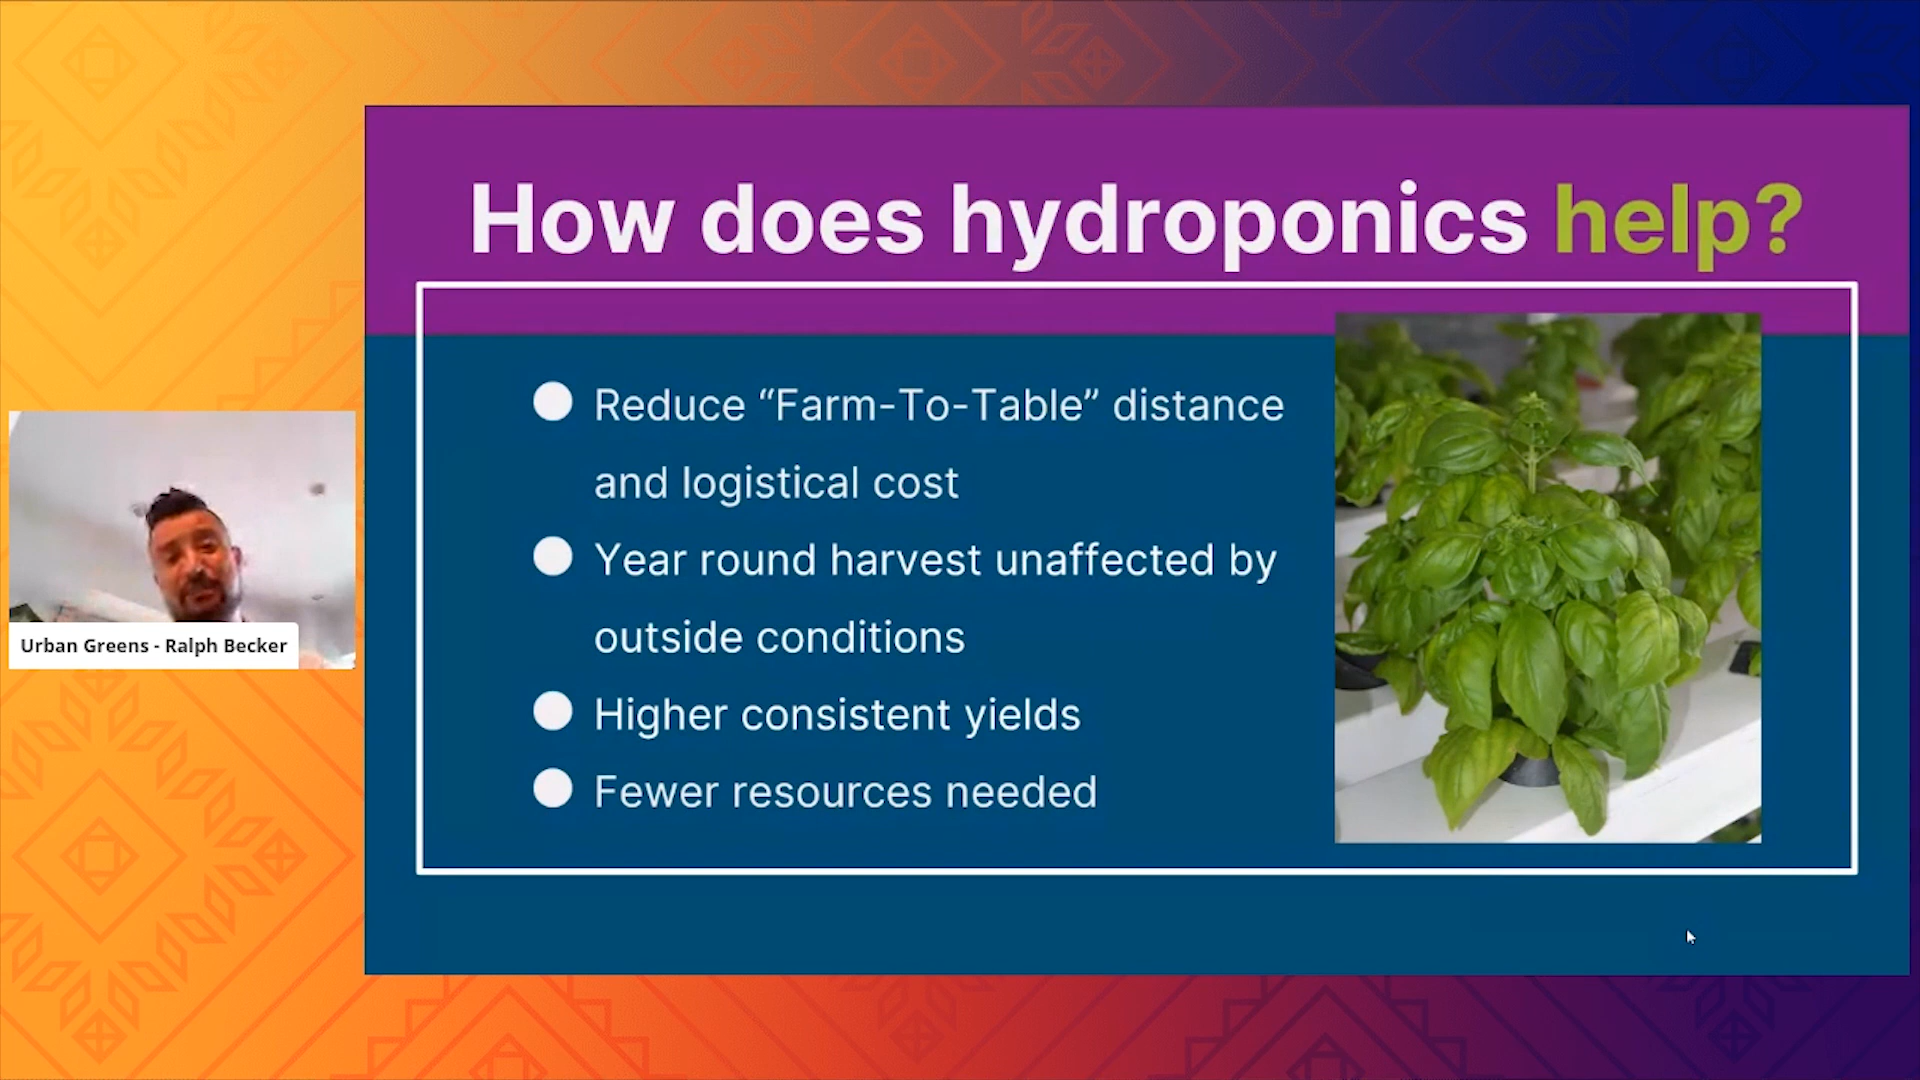 How does hydroponics help?
Reduce “Farm-To-Table” distance
and logistical cost
Year round harvest unaffected by
outside conditions
Higher consistent yields
Fewer resources needed
Urban Greens - Ralph Becker